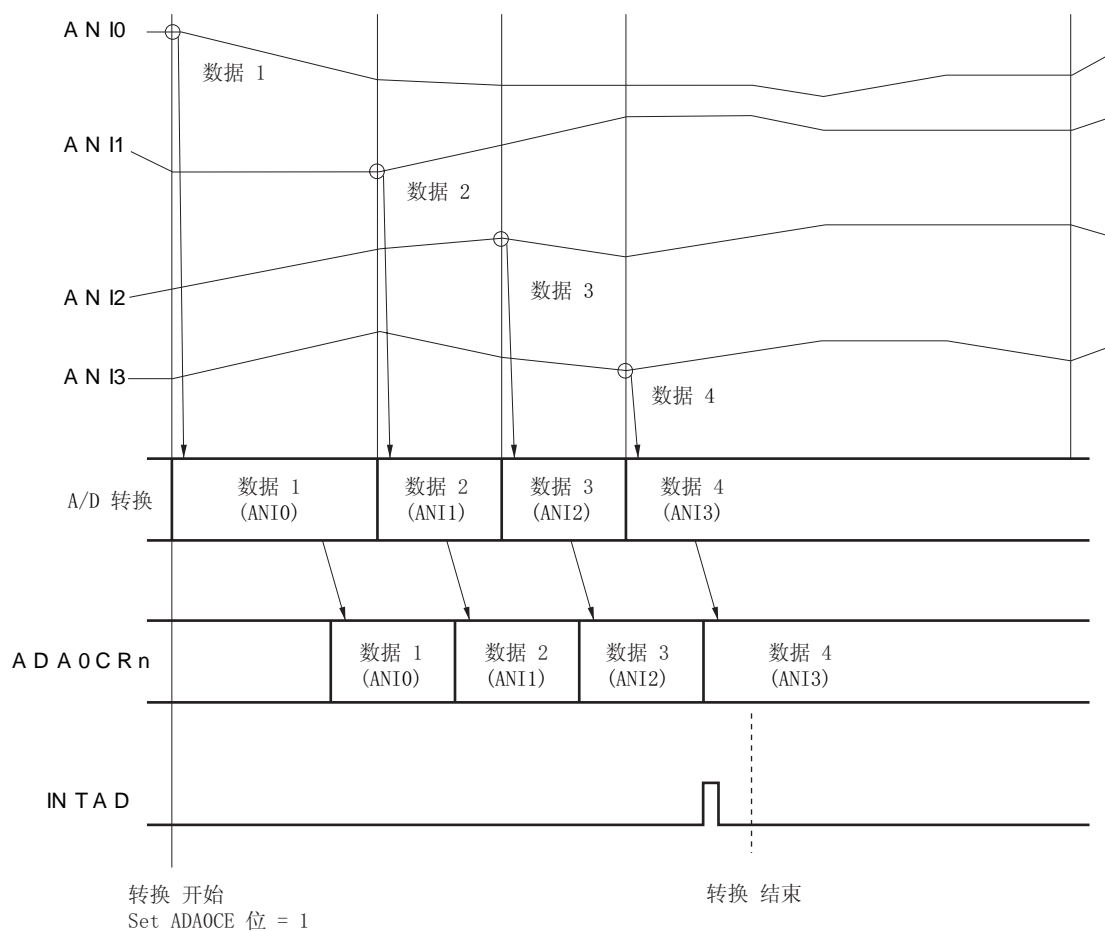 ANI0
数据 1
ANI1
数据 2
ANI2
数据 3
ANI3
数据 4
A/D 转换
数据 1
(ANI0)
数据 2
(ANI1)
数据 3
(ANI2)
数据 4
(ANI3)
ADA0CRn
数据 1
(ANI0)
数据 2
(ANI1)
数据 3
(ANI2)
数据 4
(ANI3)
INTAD
转换 开始
Set ADA0CE 位 = 1
转换 结束